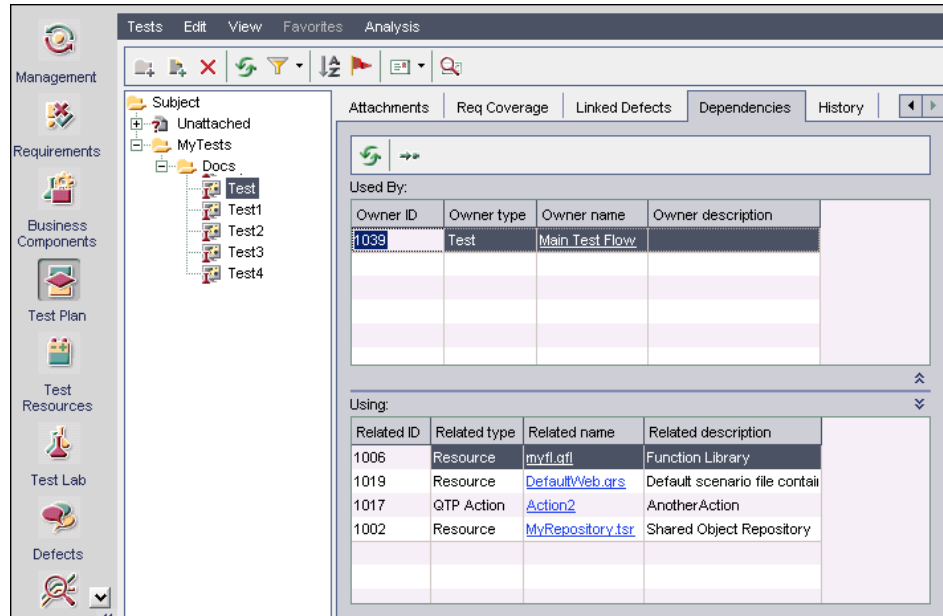 Tests Edit View Favorites Analysis
Management
Requirements
Business
Components
Test Plan
Test
Resources
Test Lab
Defects
Subject
Unattached
MyTests
Docs
Test
Test1
Test2
Test3
Test4
Attachments Req Coverage Linked Defects Dependencies History
Used By:
Owner ID Owner type Owner name Owner description
1039 Test Main Test Flow
Using:
Related ID Related type Related name Related description
1006 Resource myfl.qfl Function Library
1019 Resource DefaultWeb.qrs Default scenario file contain
1017 QTP Action Action2 AnotherAction
1002 Resource MyRepository.tsr Shared Object Repository